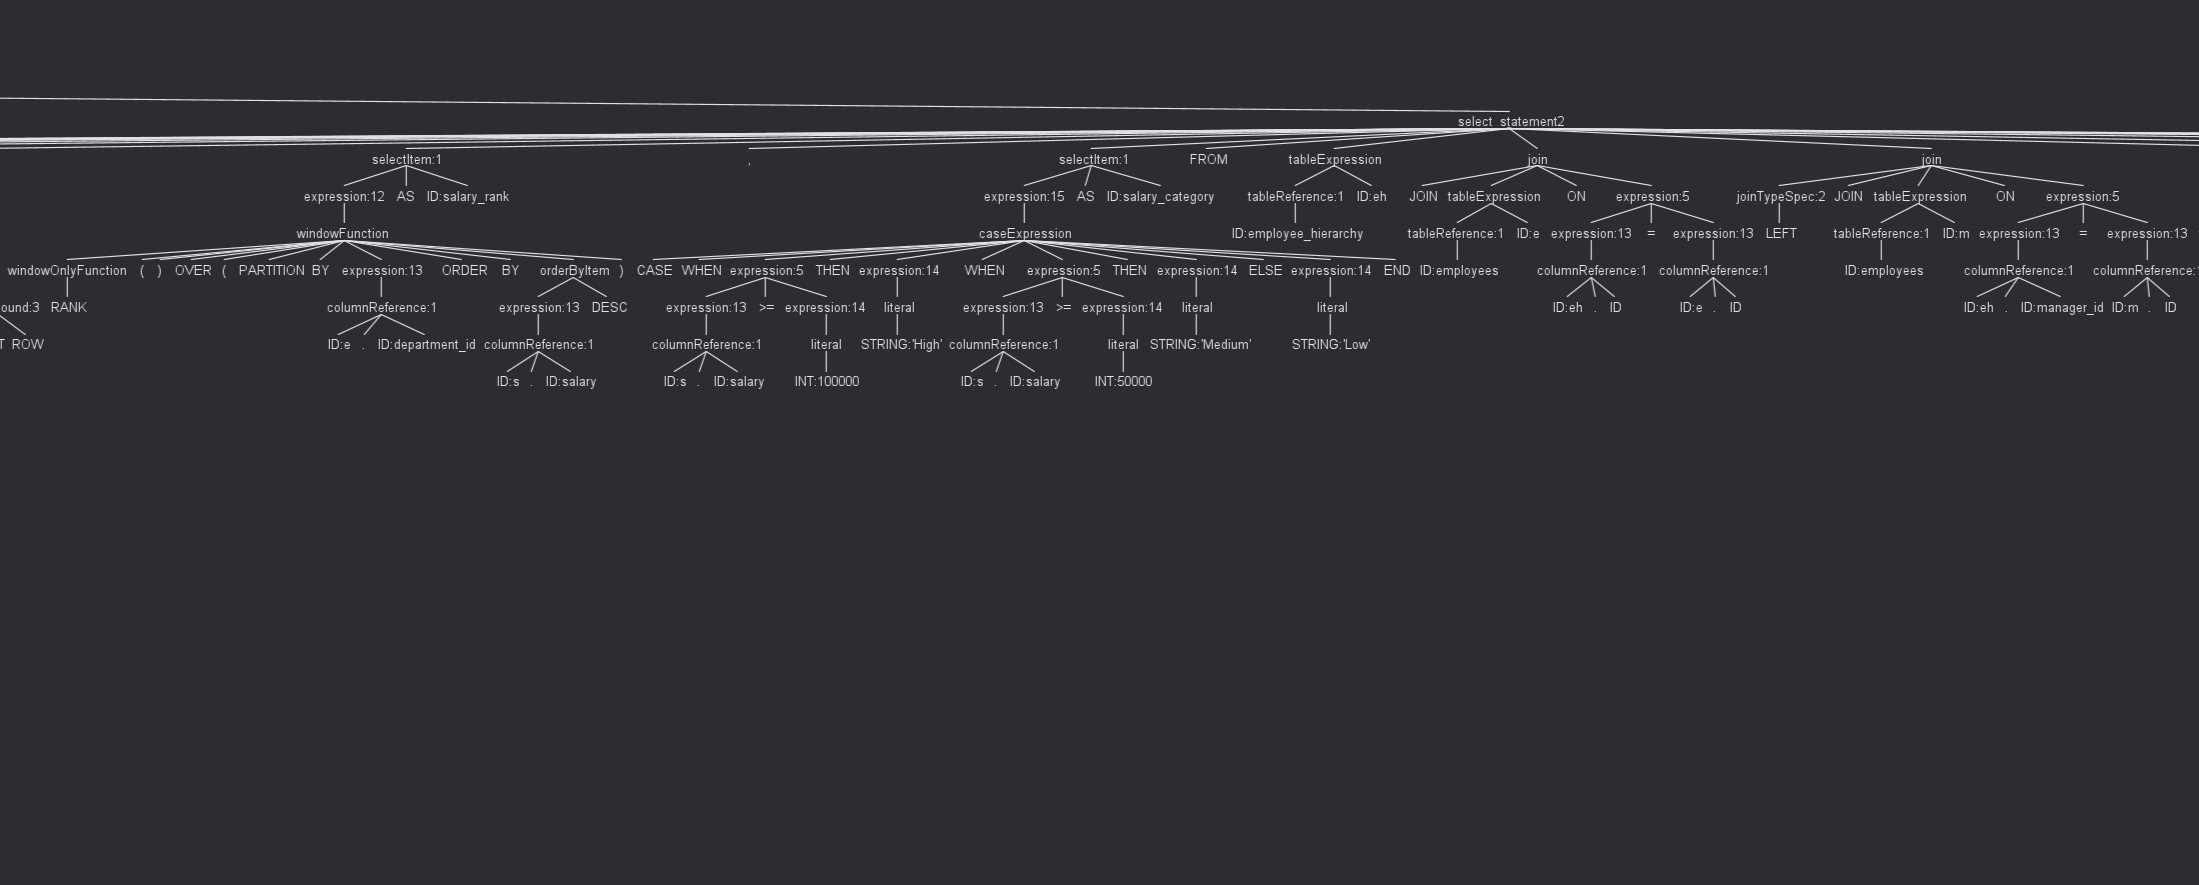 select_statement2
selectItem:1 , selectItem:1 FROM tableExpression join join
expression:12 AS ID:salary_rank expression:15 AS ID:salary_category tableReference:1 ID:eh JOIN tableExpression ON expression:5 joinTypeSpec:2 JOIN tableExpression ON expression:5
windowFunction caseExpression ID:employee_hierarchy tableReference:1 ID:e expression:13 = expression:13 LEFT tableReference:1 ID:m expression:13 = expression:13
windowOnlyFunction ( ) OVER ( PARTITION BY expression:13 ORDER BY orderByItem ) CASE WHEN expression:5 THEN expression:14 WHEN expression:5 THEN expression:14 ELSE expression:14 END ID:employees columnReference:1 columnReference:1 ID:employees columnReference:1 columnReference:
ound:3 RANK columnReference:1 expression:13 DESC expression:13 >= expression:14 literal expression:13 >= expression:14 literal literal ID:eh . ID ID:e . ID ID:eh . ID:manager_id ID:m . ID
T ROW ID:e . ID:department_id columnReference:1 columnReference:1 literal STRING:'High' columnReference:1 literal STRING:'Medium' STRING:'Low'
ID:s . ID:salary ID:s . ID:salary INT:100000 ID:s . ID:salary INT:50000